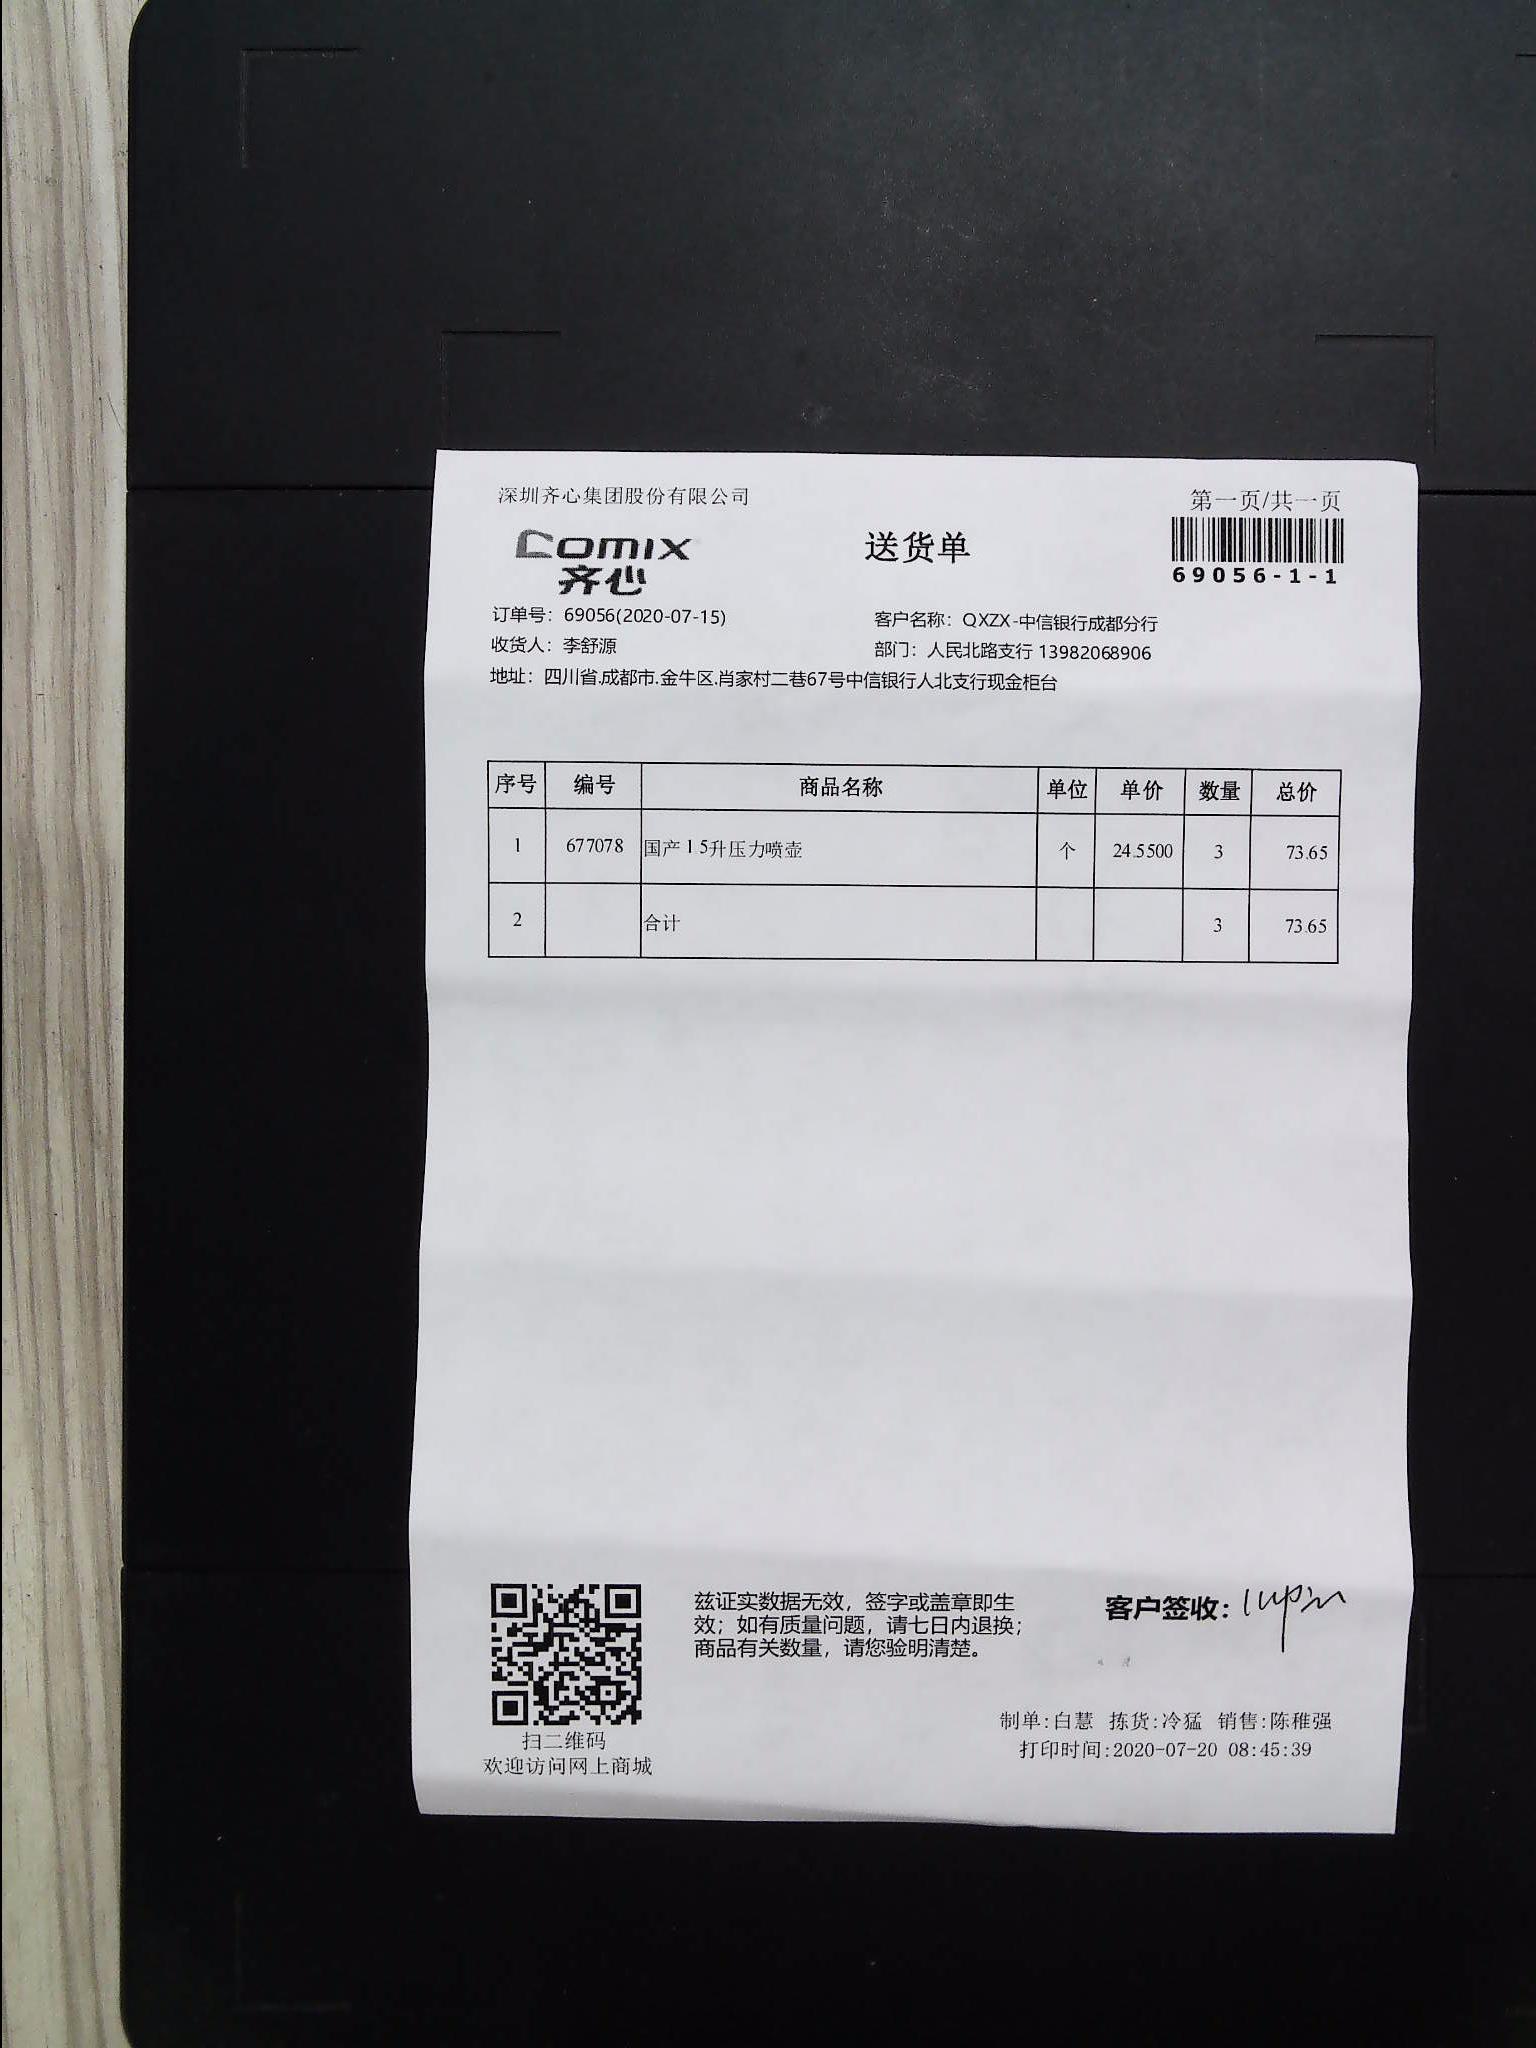 深圳齐心集团股份有限公司
第一页/共一页
comix
齐心
送货单
69056-1-1
订单号：69056(2020-07-15)
客户名称：QXZX-中信银行成都分行
收货人：李舒源
部门：人民北路支行 13982068906
地址：四川省.成都市.金牛区.肖家村二巷67号中信银行人北支行现金柜台
序号 编号 商品名称 单位 单价 数量 总价
1 677078 国产1.5升压力喷壶 个 24.5500 3 73.65
2 合计 3 73.65
兹证实数据无效，签字或盖章即生
效；如有质量问题，请七日内退换；
商品有关数量，请您验明清楚。
客户签收：
扫二维码
欢迎访问网上商城
制单:白慧 拣货:冷猛 销售:陈稚强
打印时间:2020-07-20 08:45:39